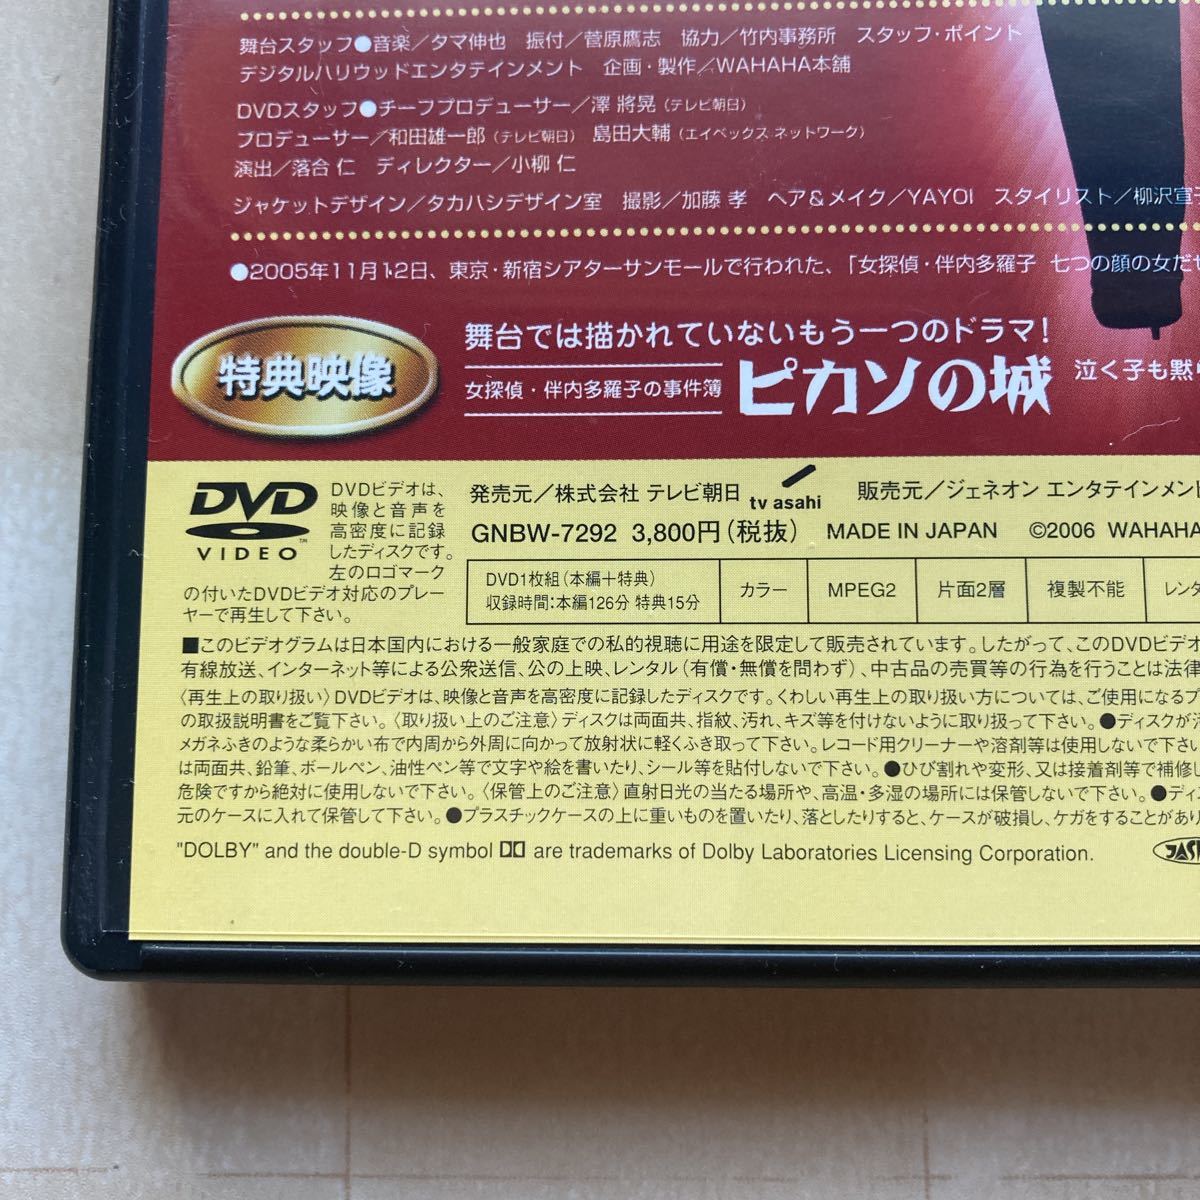 舞台スタッフ●音楽／タマ伸也　振付／菅原鷹志　協力／竹内事務所　スタッフ・ポイント
デジタルハリウッドエンタテインメント　企画・製作／WAHAHA本舗
DVDスタッフ●チーフプロデューサー／澤 將晃（テレビ朝日）
プロデューサー／和田雄一郎（テレビ朝日）　島田大輔（エイベックス ネットワーク）
演出／落合 仁　ディレクター／小柳 仁
ジャケットデザイン／タカハシデザイン室　撮影／加藤 孝　ヘア＆メイク／YAYOI　スタイリスト／柳沢宣子
●2005年11月12日、東京・新宿シアターサンモールで行われた、「女探偵・伴内多羅子 七つの顔の女だぜ
特典映像
舞台では描かれていないもう一つのドラマ！
女探偵・伴内多羅子の事件簿
ピカソの城
泣く子も黙
DVD
VIDEO
TM
DVDビデオは、
映像と音声を
高密度に記録
したディスクです。
左のロゴマーク
の付いたDVDビデオ対応のプレー
ヤーで再生して下さい。
発売元／株式会社 テレビ朝日 tv asahi　販売元／ジェネオン エンタテインメント
GNBW-7292 3,800円（税抜）　MADE IN JAPAN　©2006 WAHAHA
DVD1枚組（本編＋特典）
収録時間：本編126分 特典15分
カラー
MPEG2
片面2層
複製不能
レンタ
■このビデオグラムは日本国内における一般家庭での私的視聴に用途を限定して販売されています。したがって、このDVDビデオ
有線放送、インターネット等による公衆送信、公の上映、レンタル（有償・無償を問わず）、中古品の売買等の行為を行うことは法律
〈再生上の取り扱い〉DVDビデオは、映像と音声を高密度に記録したディスクです。くわしい再生上の取り扱い方については、ご使用になるプ
の取扱説明書をご覧下さい。〈取り扱い上のご注意〉ディスクは両面共、指紋、汚れ、キズ等を付けないように取り扱って下さい。●ディスクが汚
メガネふきのような柔らかい布で内周から外周に向かって放射状に軽くふき取って下さい。レコード用クリーナーや溶剤等は使用しないで下さい
は両面共、鉛筆、ボールペン、油性ペン等で文字や絵を書いたり、シール等を貼付しないで下さい。●ひび割れや変形、又は接着剤等で補修し
危険ですから絶対に使用しないで下さい。〈保管上のご注意〉直射日光の当たる場所や、高温・多湿の場所には保管しないで下さい。●ディス
元のケースに入れて保管して下さい。●プラスチックケースの上に重いものを置いたり、落としたりすると、ケースが破損し、ケガをすることがあり
"DOLBY" and the double-D symbol are trademarks of Dolby Laboratories Licensing Corporation.